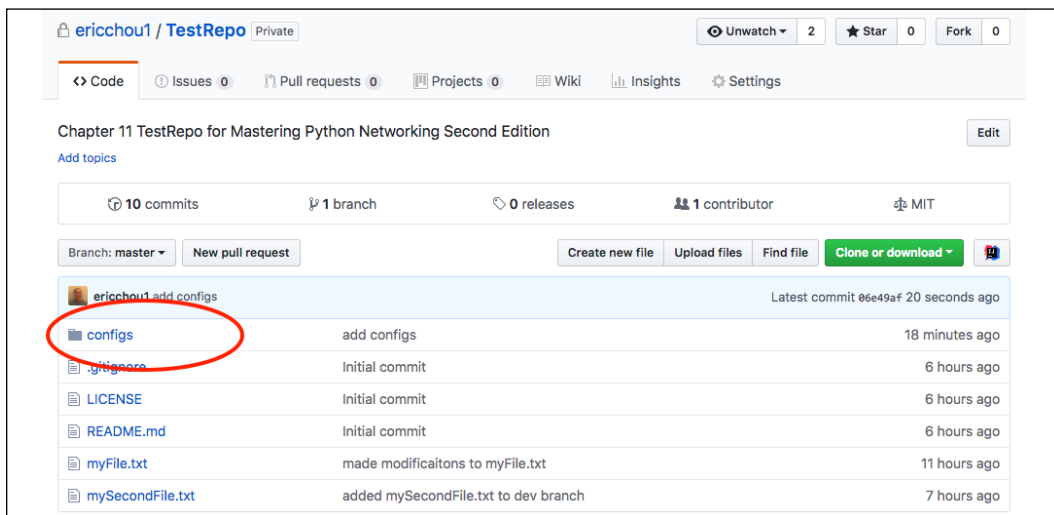 ericchou1 / TestRepo Private Unwatch 2 Star 0 Fork 0
Code Issues 0 Pull requests 0 Projects 0 Wiki Insights Settings
Chapter 11 TestRepo for Mastering Python Networking Second Edition Edit
Add topics
10 commits 1 branch 0 releases 1 contributor MIT
Branch: master New pull request Create new file Upload files Find file Clone or download
ericchou1 add configs Latest commit 06e49af 20 seconds ago
configs add configs 18 minutes ago
.gitignore Initial commit 6 hours ago
LICENSE Initial commit 6 hours ago
README.md Initial commit 6 hours ago
myFile.txt made modificaitons to myFile.txt 11 hours ago
mySecondFile.txt added mySecondFile.txt to dev branch 7 hours ago